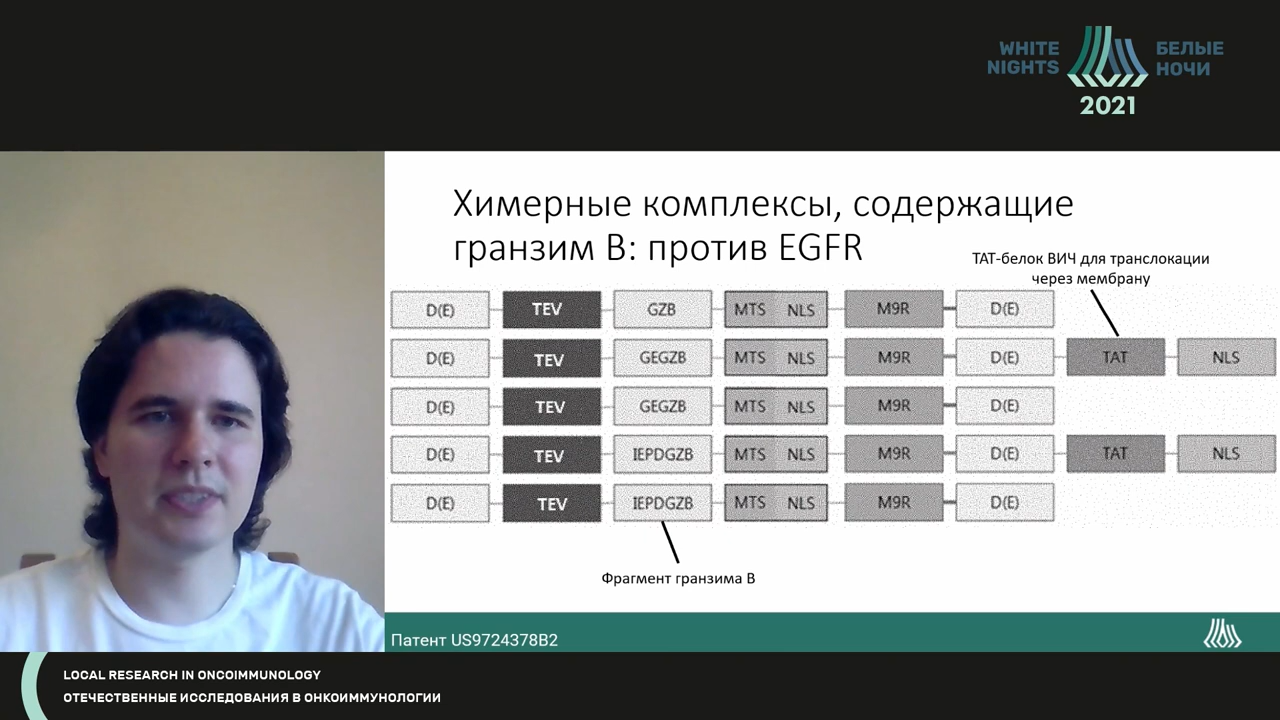 WHITE NIGHTS
БЕЛЫЕ НОЧИ
2021
Химерные комплексы, содержащие
гранзим В: против EGFR
ТАТ-белок ВИЧ для транслокации
через мембрану
D(E) TEV GZB MTS NLS M9R D(E)
D(E) TEV GEGZB MTS NLS M9R D(E) TAT NLS
D(E) TEV GEGZB MTS NLS M9R D(E)
D(E) TEV IEPDGZB MTS NLS M9R D(E) TAT NLS
D(E) TEV IEPDGZB MTS NLS M9R D(E)
Фрагмент гранзима В
Патент US9724378B2
LOCAL RESEARCH IN ONCOIMMUNOLOGY
ОТЕЧЕСТВЕННЫЕ ИССЛЕДОВАНИЯ В ОНКОИММУНОЛОГИИ